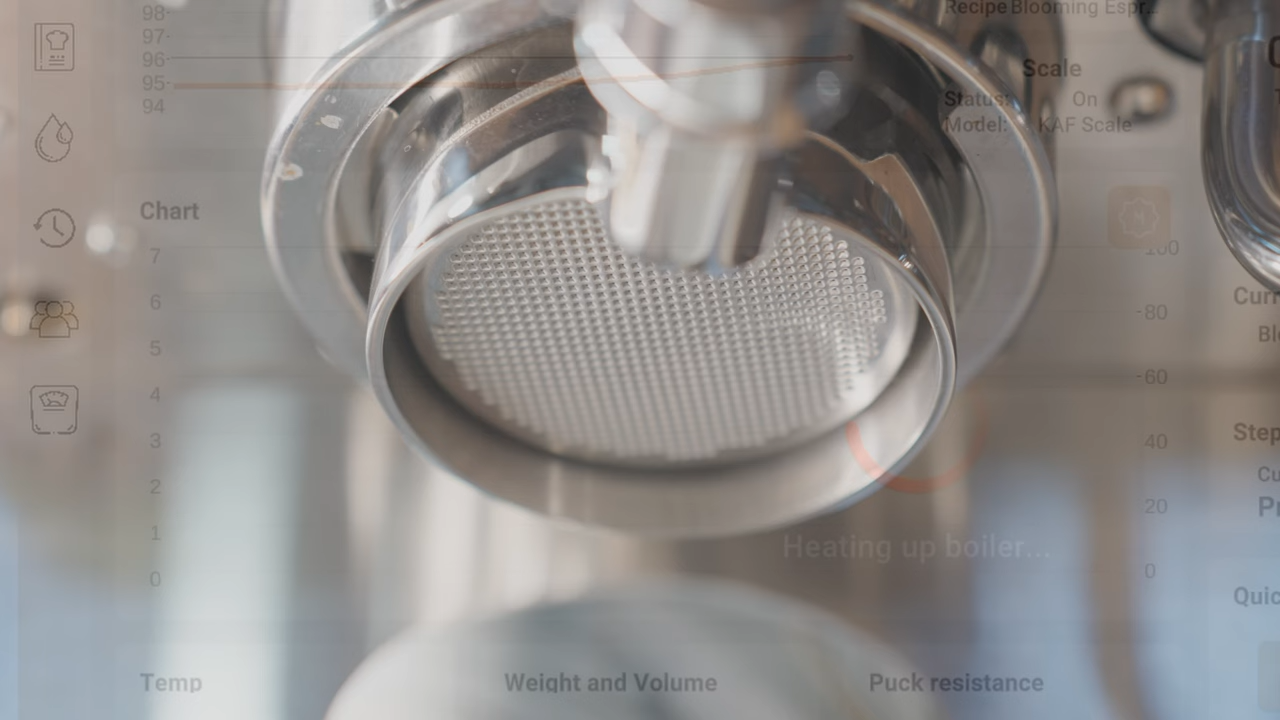 98
Recipe Blooming Espr...
97
96
Scale
95
Status: On
94
Model: KAF Scale
Chart
7
100
6
80
5
60
4
3
40
2
20
1
Heating up boiler...
0
0
Temp
Weight and Volume
Puck resistance